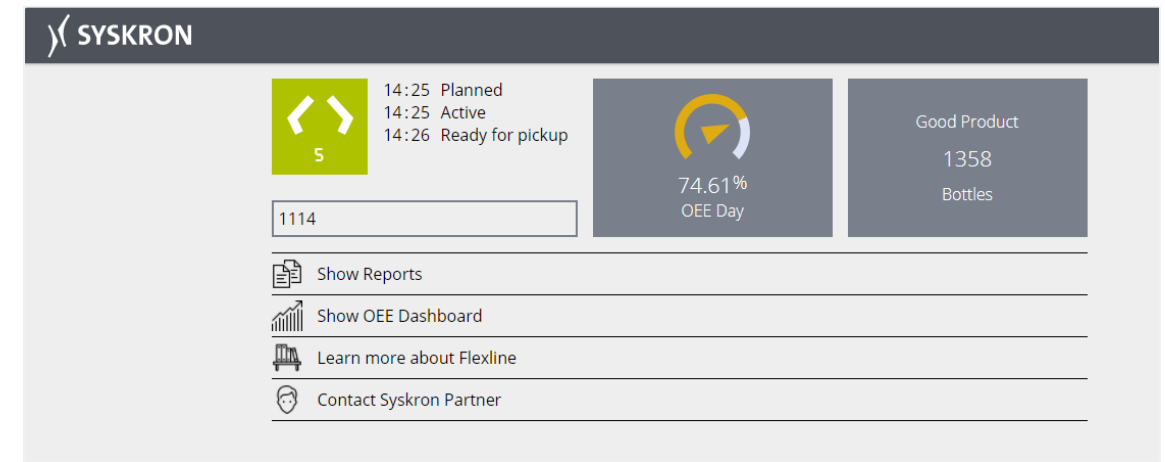 SYSKRON
14:25 Planned
14:25 Active
14:26 Ready for pickup
5
1114
74.61%
OEE Day
Good Product
1358
Bottles
Show Reports
Show OEE Dashboard
Learn more about Flexline
Contact Syskron Partner